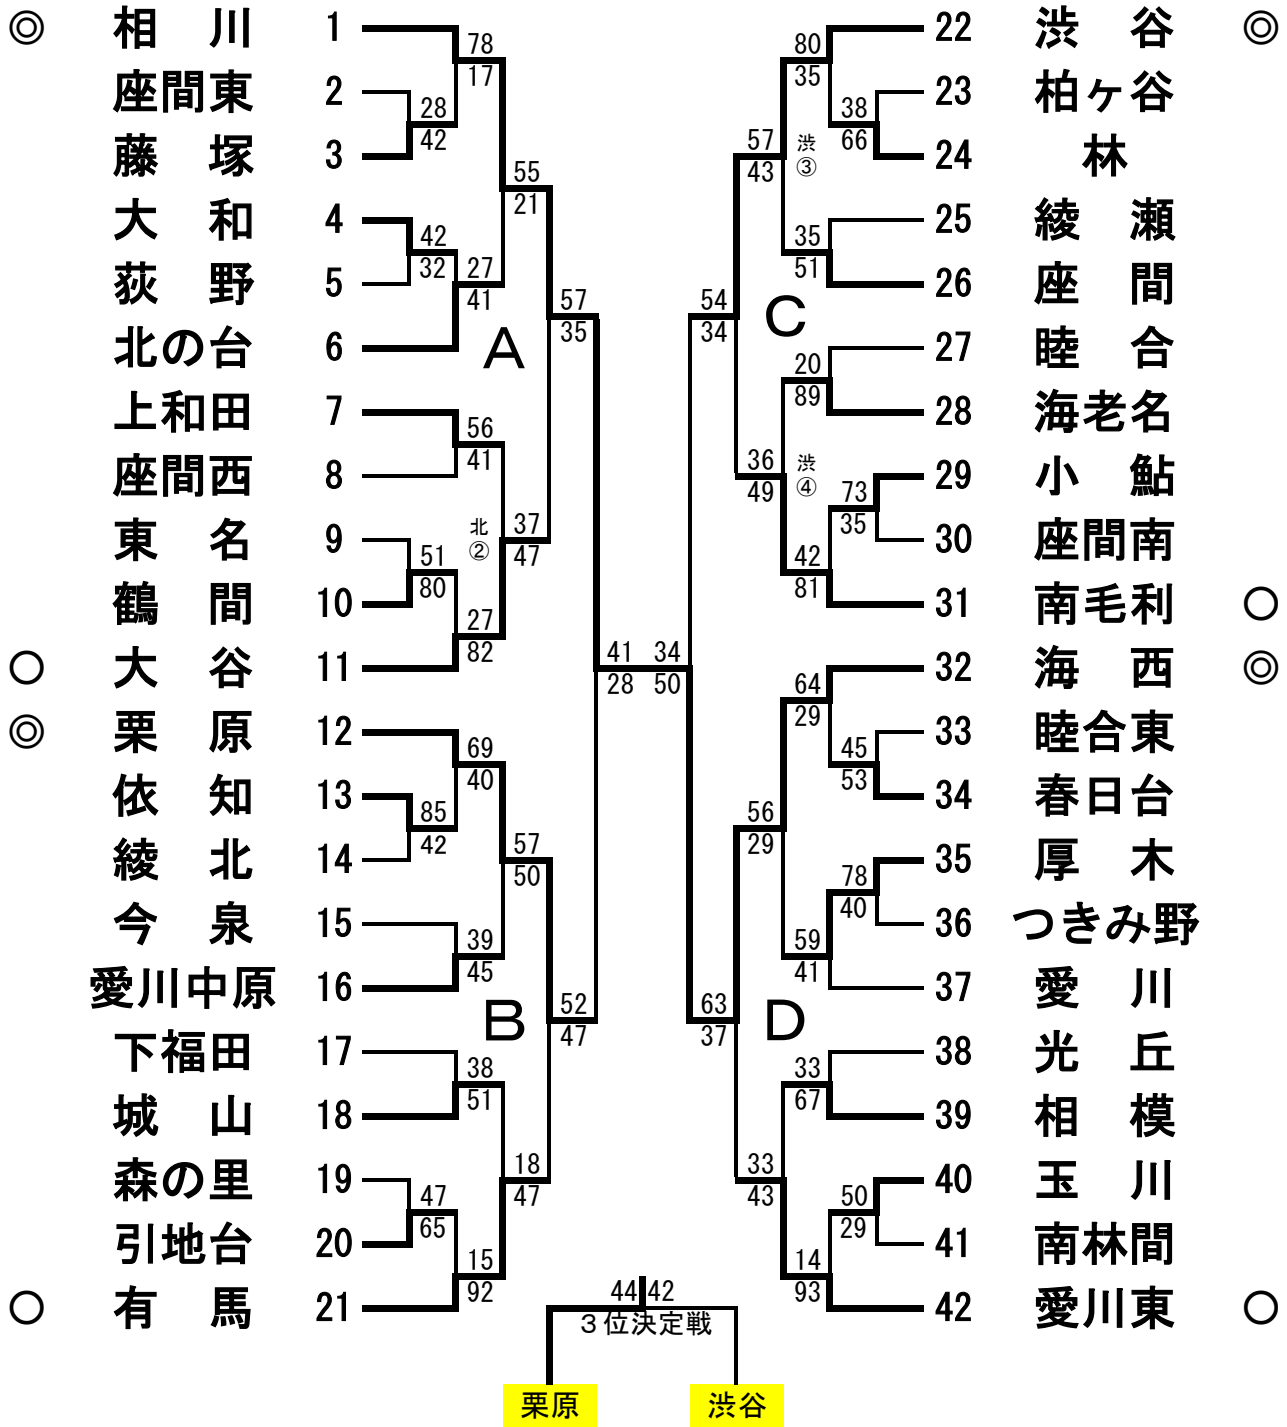 ◎ 相川 1
座間東 2
藤塚 3
大和 4
荻野 5
北の台 6
上和田 7
座間西 8
東名 9
鶴間 10
○ 大谷 11
◎ 栗原 12
依知 13
綾北 14
今泉 15
愛川中原 16
下福田 17
城山 18
森の里 19
引地台 20
○ 有馬 21
78
17
28
42
55
21
42
32
27
41
57
35
A
56
41
北②
37
47
51
80
27
82
41 34
28 50
69
40
85
42
57
50
39
45
B
52
47
38
51
18
47
47
65
15
92
22 渋谷 ◎
23 柏ヶ谷
24 林
25 綾瀬
26 座間
27 睦合
28 海老名
29 小鮎
30 座間南
31 南毛利 ○
32 海西 ◎
33 睦合東
34 春日台
35 厚木
36 つきみ野
37 愛川
38 光丘
39 相模
40 玉川
41 南林間
42 愛川東 ○
80
35
38
66
57
43
渋③
35
51
54
34
C
20
89
36
49
渋④
73
35
42
81
64
29
45
53
56
29
78
40
59
41
63
37
D
33
67
33
43
50
29
14
93
44 42
3位決定戦
栗原 渋谷